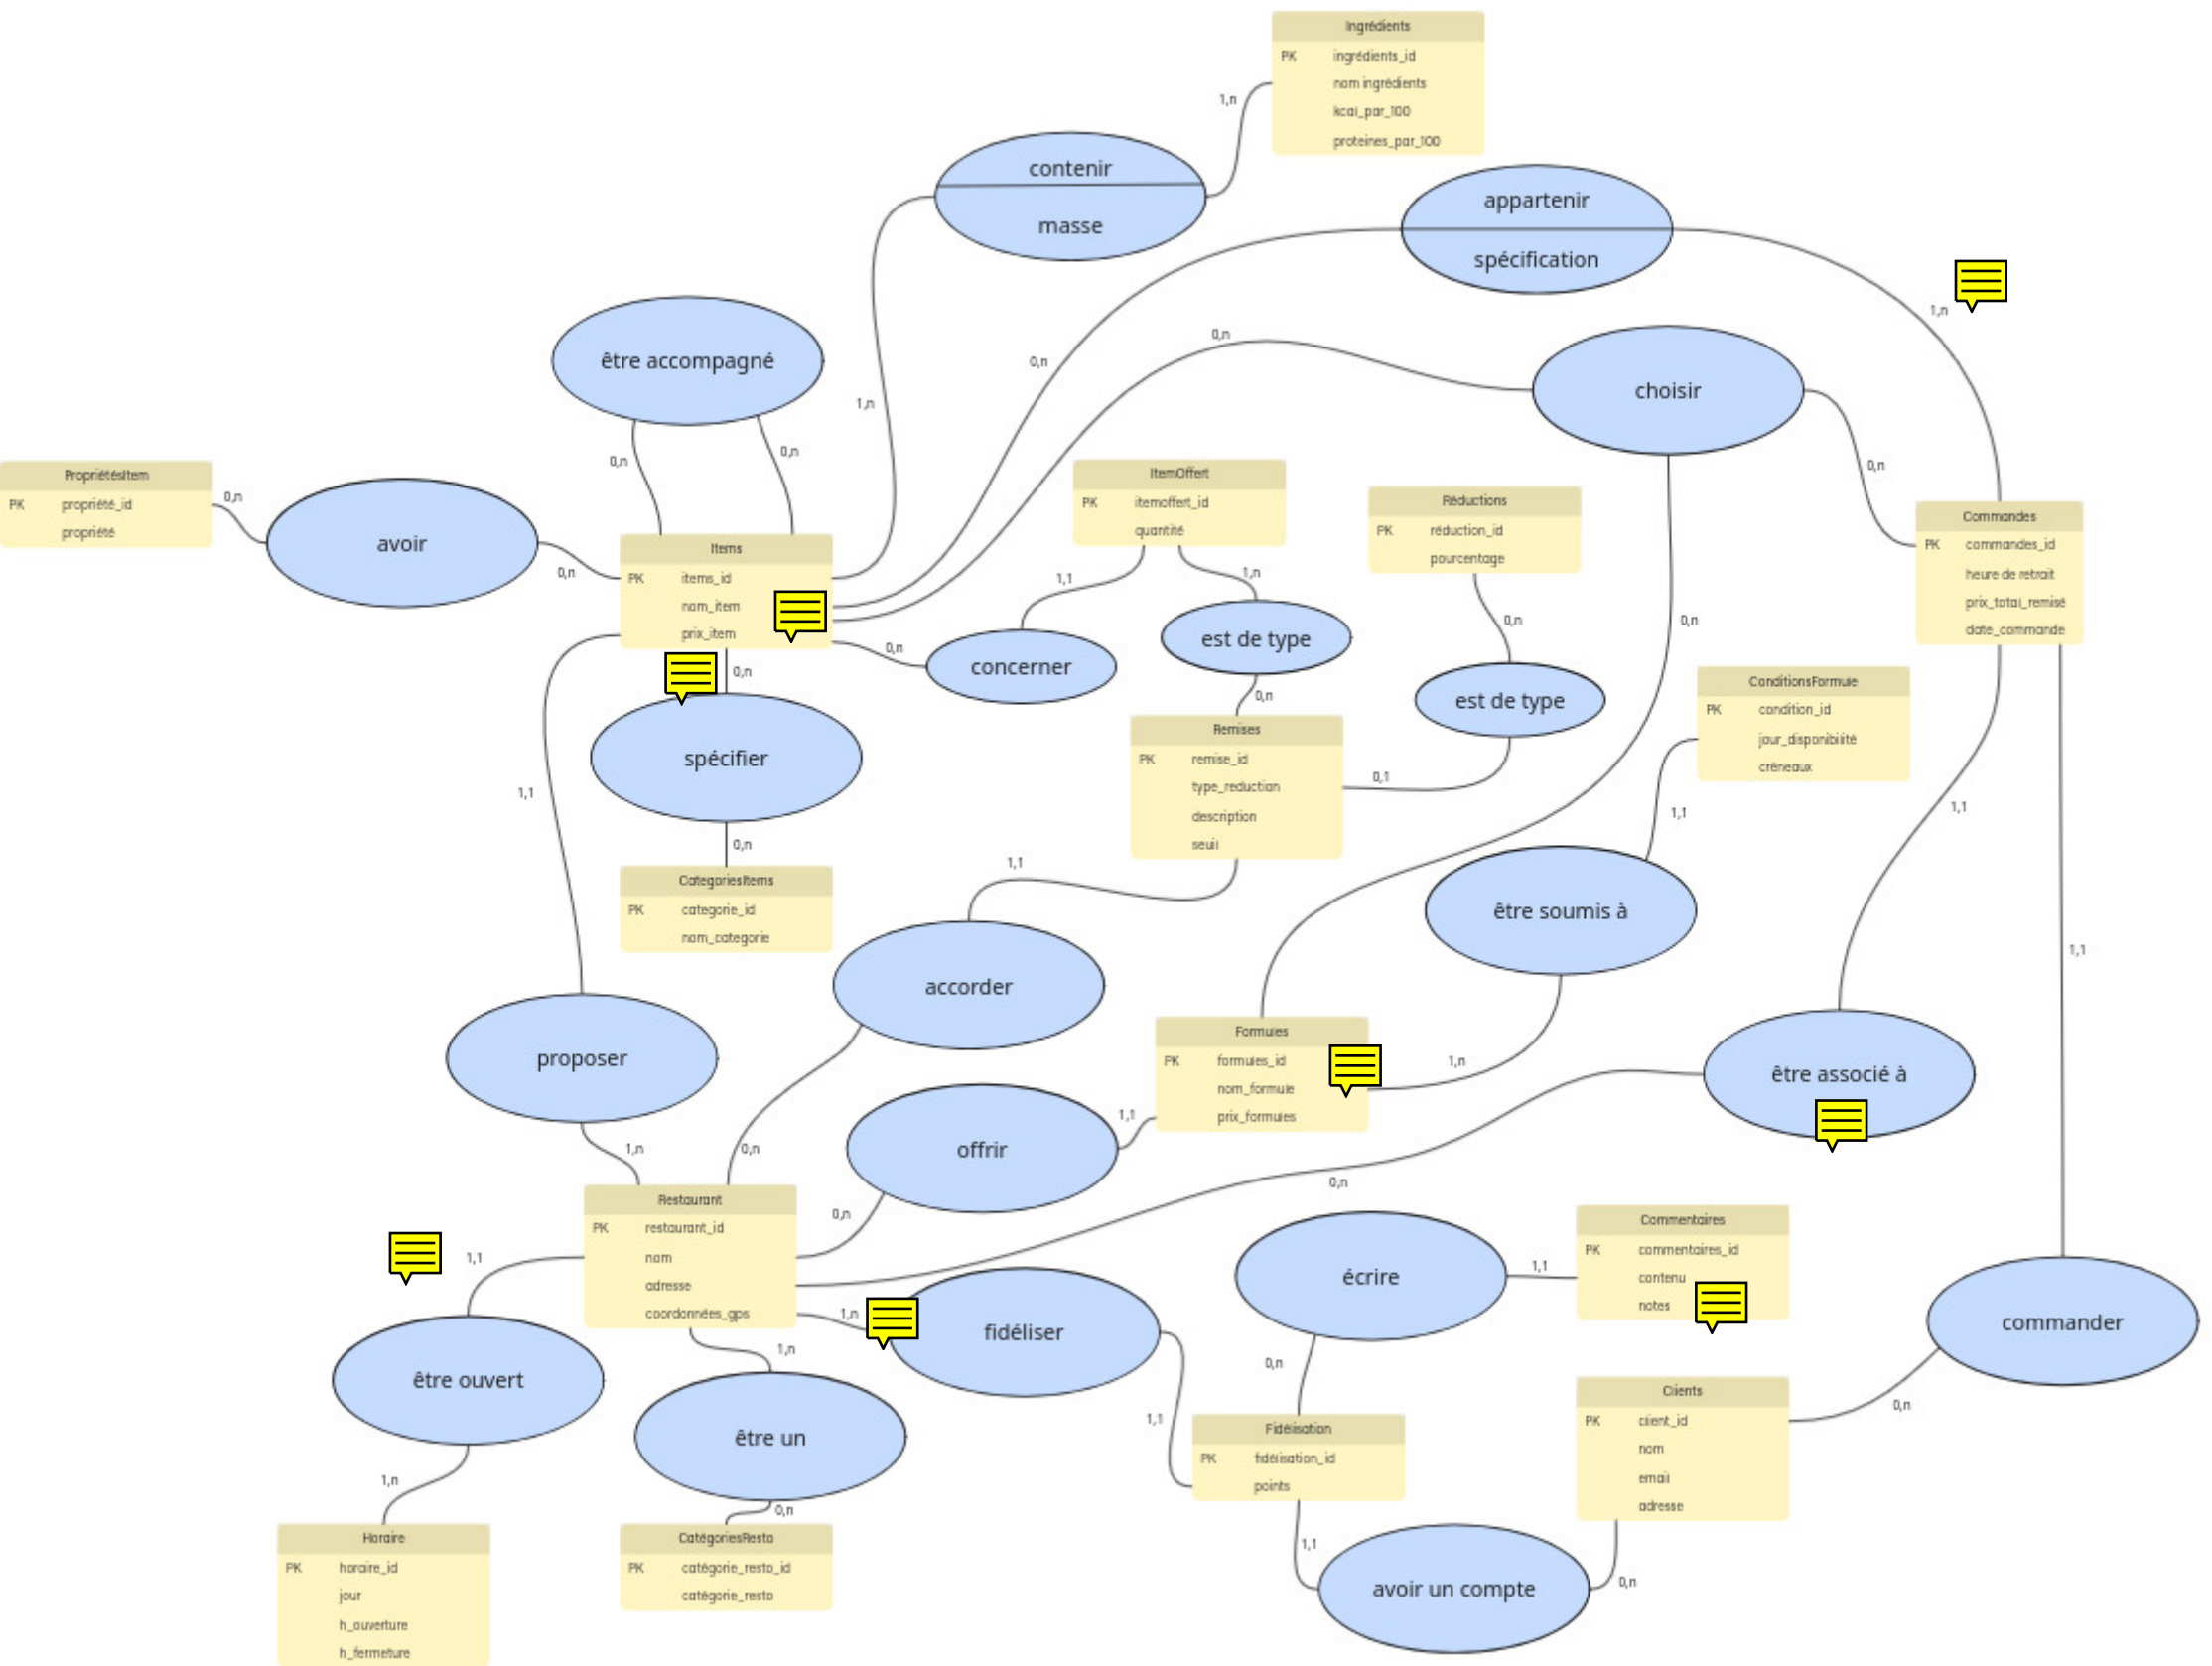 Ingrédients
PK ingrédients_id
nom ingrédients
kcal_par_100
proteines_par_100
1,n
contenir
masse
appartenir
spécification
1,n
être accompagné
0,n
0,n
1,n
0,n
0,n
choisir
0,n
PropriétésItem
PK propriété_id
propriété
0,n
avoir
0,n
Items
PK items_id
nom_item
prix_item
ItemOffert
PK itemoffert_id
quantité
Réductions
PK réduction_id
pourcentage
Commandes
PK commandes_id
heure de retrait
prix_total_remisé
date_commande
1,1
1,n
0,n
0,n
0,n
concerner
est de type
est de type
0,n
0,n
0,n
spécifier
0,n
CategoriesItems
PK categorie_id
nom_categorie
Remises
PK remise_id
type_reduction
description
seuil
0,1
ConditionsFormule
PK condition_id
jour_disponibilité
créneaux
1,1
1,1
1,1
1,1
1,1
accorder
être soumis à
proposer
1,n
0,n
offrir
1,1
0,n
Formules
PK formules_id
nom_formule
prix_formules
1,n
être associé à
0,n
Restaurant
PK restaurant_id
nom
adresse
coordonnées_gps
1,1
1,n
1,n
être ouvert
être un
fidéliser
écrire
1,1
Commentaires
PK commentaires_id
contenu
notes
commander
0,n
1,1
Fidélisation
PK fidélisation_id
points
Clients
PK client_id
nom
email
adresse
0,n
1,n
0,n
Horaire
PK horaire_id
jour
h_ouverture
h_fermeture
CatégoriesResto
PK catégorie_resto_id
catégorie_resto
1,1
avoir un compte
0,n